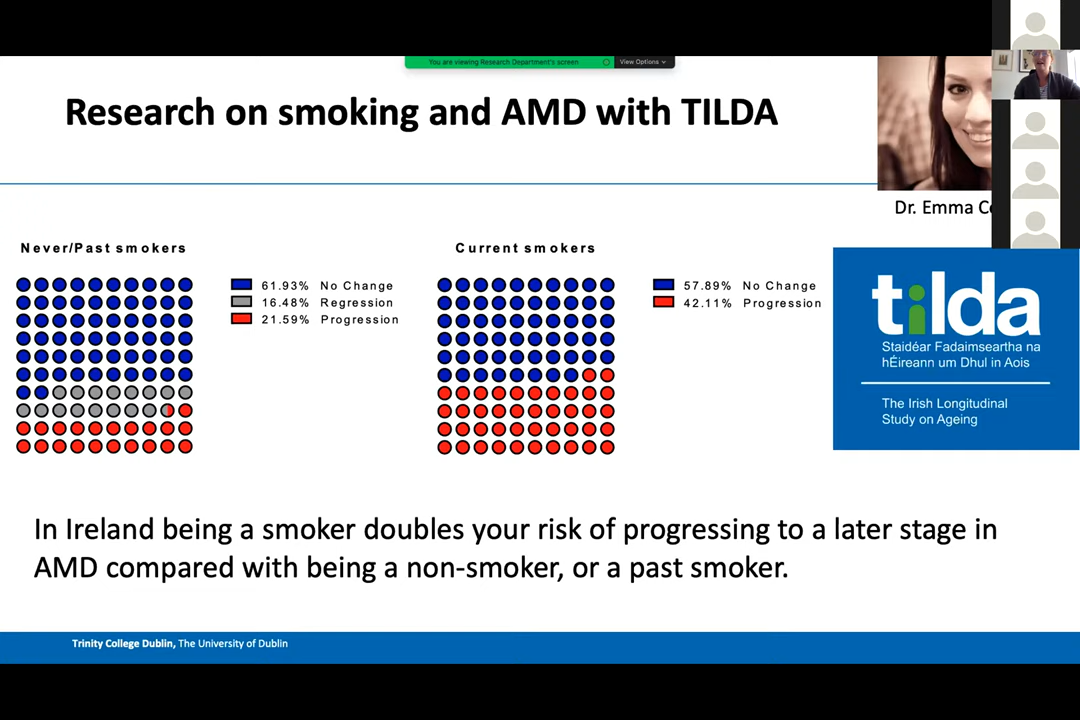 You are viewing Research Department's screen
View Options
Research on smoking and AMD with TILDA
Dr. Emma
Never/Past smokers
61.93% No Change
16.48% Regression
21.59% Progression
Current smokers
57.89% No Change
42.11% Progression
tilda
Staidéar Fadaimseartha na
hÉireann um Dhul in Aois
The Irish Longitudinal
Study on Ageing
In Ireland being a smoker doubles your risk of progressing to a later stage in
AMD compared with being a non-smoker, or a past smoker.
Trinity College Dublin, The University of Dublin